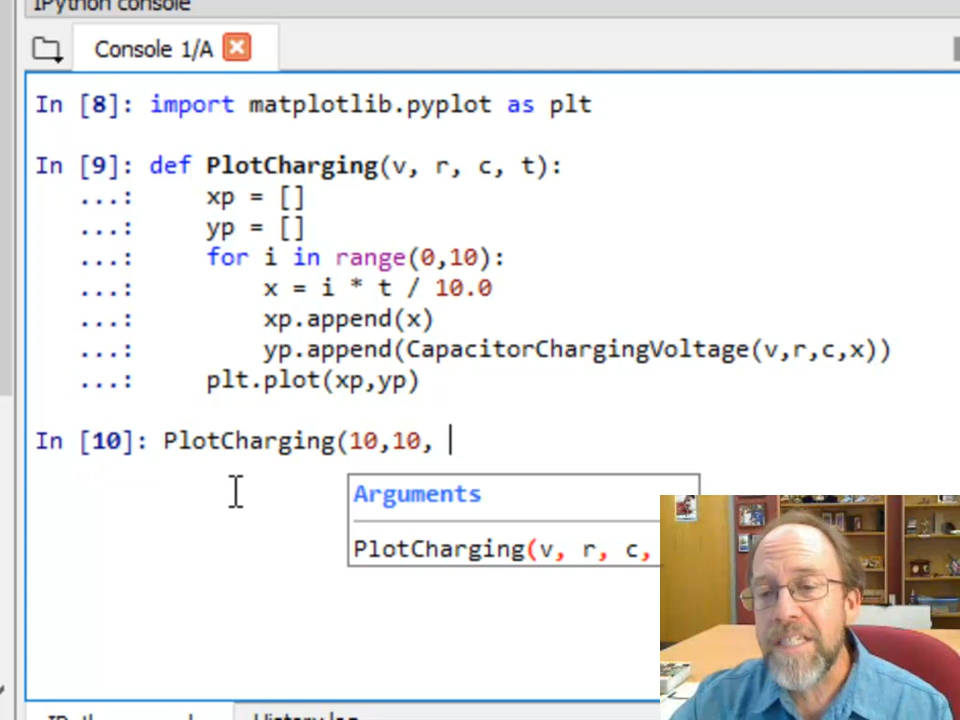 IPython console
Console 1/A
In [8]: import matplotlib.pyplot as plt
In [9]: def PlotCharging(v, r, c, t):
...: xp = []
...: yp = []
...: for i in range(0,10):
...: x = i * t / 10.0
...: xp.append(x)
...: yp.append(CapacitorChargingVoltage(v,r,c,x))
...: plt.plot(xp,yp)
In [10]: PlotCharging(10,10,
Arguments
PlotCharging(v, r, c,
History log